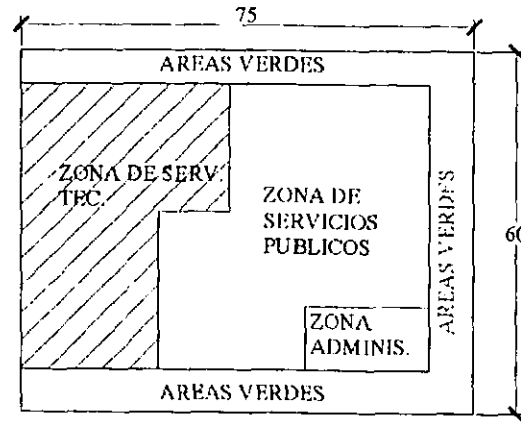 75
AREAS VERDES
ZONA DE SERV.
TEC.
ZONA DE
SERVICIOS
PUBLICOS
AREAS VERDES
60
ZONA
ADMINIS.
AREAS VERDES